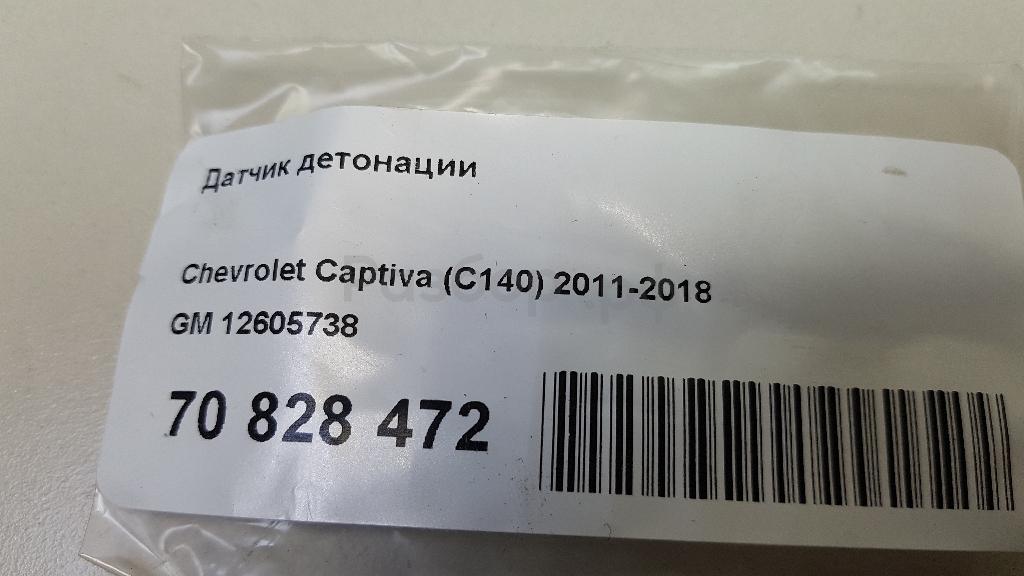 Датчик детонации
Chevrolet Captiva (C140) 2011-2018
GM 12605738
70 828 472